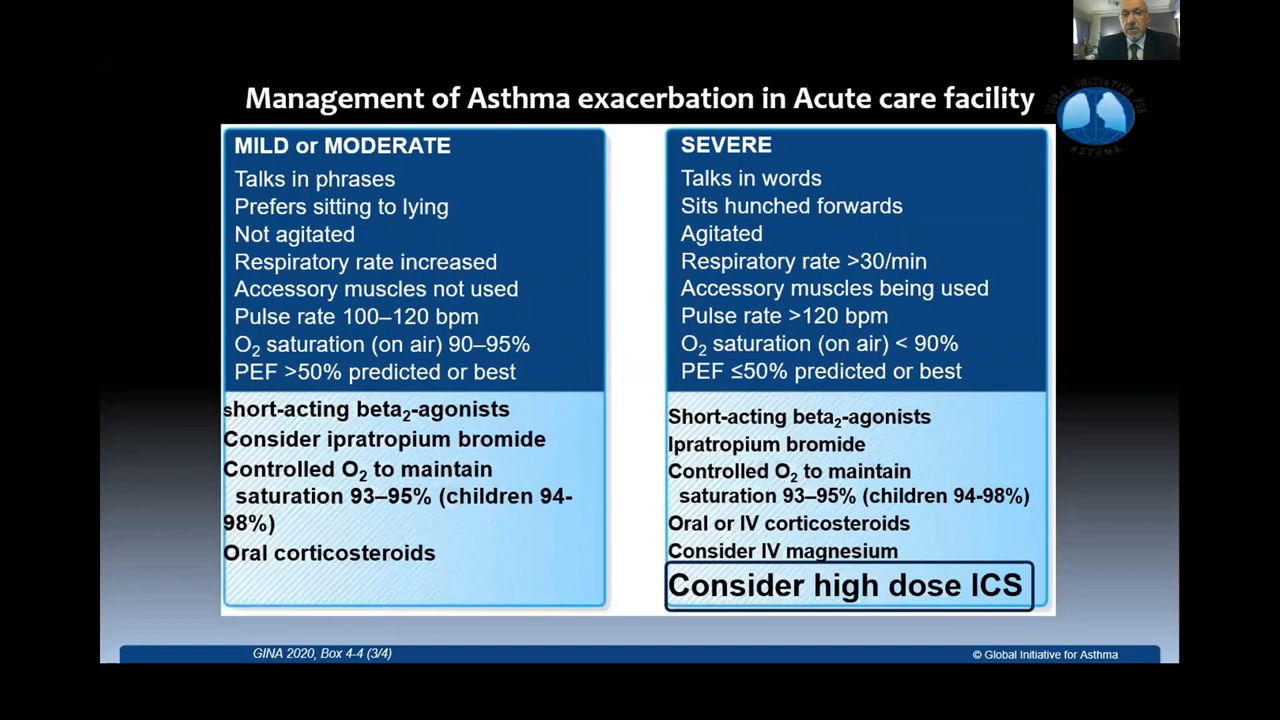 Management of Asthma exacerbation in Acute care facility
GLOBAL INITIATIVE FOR
ASTHMA
MILD or MODERATE
Talks in phrases
Prefers sitting to lying
Not agitated
Respiratory rate increased
Accessory muscles not used
Pulse rate 100–120 bpm
O₂ saturation (on air) 90–95%
PEF >50% predicted or best
short-acting beta₂-agonists
Consider ipratropium bromide
Controlled O₂ to maintain
saturation 93–95% (children 94-
98%)
Oral corticosteroids
SEVERE
Talks in words
Sits hunched forwards
Agitated
Respiratory rate >30/min
Accessory muscles being used
Pulse rate >120 bpm
O₂ saturation (on air) < 90%
PEF ≤50% predicted or best
Short-acting beta₂-agonists
Ipratropium bromide
Controlled O₂ to maintain
saturation 93–95% (children 94-98%)
Oral or IV corticosteroids
Consider IV magnesium
Consider high dose ICS
GINA 2020, Box 4-4 (3/4)
© Global Initiative for Asthma